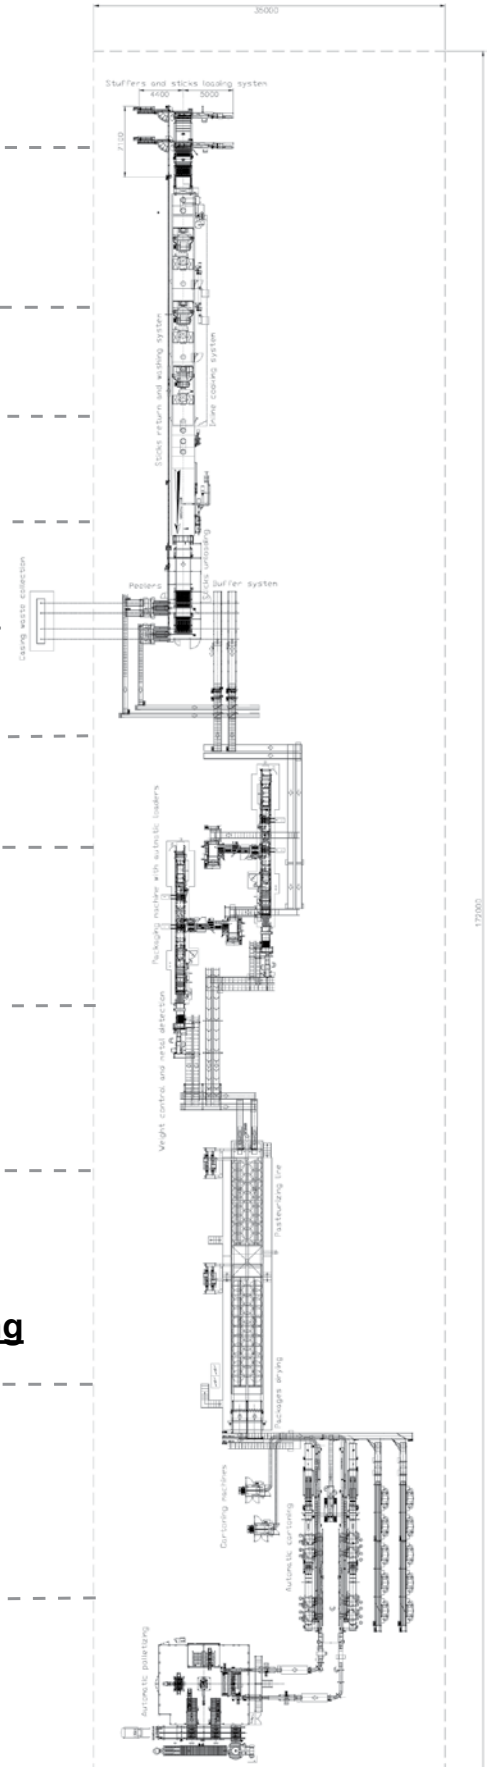 35000
Stuffers and sticks loading system
4400
5000
7100
Sticks return and washing system
Inline cooking system
Sticks unloading
Peelers
Buffer system
Casing waste collection
Packaging machine with autmatic loaders
172000
Weight control and metal detection
Pasteurizing line
ng
Packages drying
Cartoning machines
Automatic cartoning
Automatic palletizing